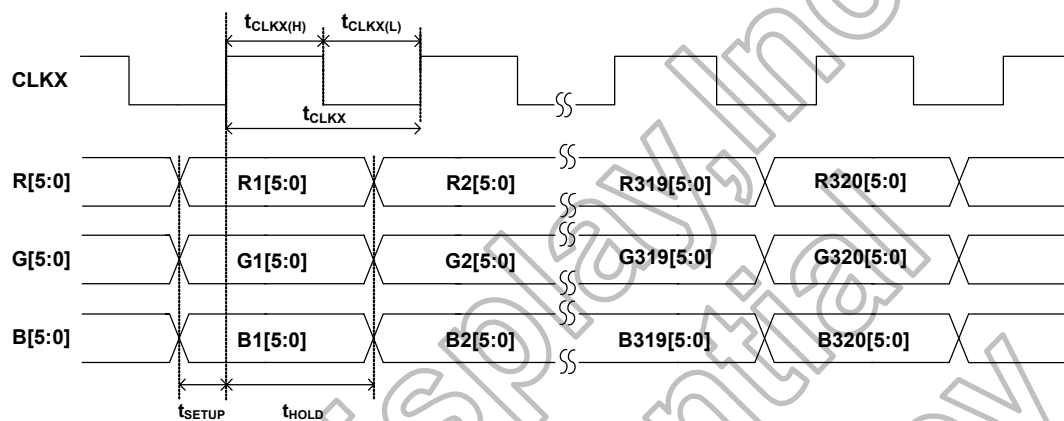 tCLKX(H) tCLKX(L)
CLKX
tCLKX
R[5:0] R1[5:0] R2[5:0] R319[5:0] R320[5:0]
G[5:0] G1[5:0] G2[5:0] G319[5:0] G320[5:0]
B[5:0] B1[5:0] B2[5:0] B319[5:0] B320[5:0]
tSETUP tHOLD